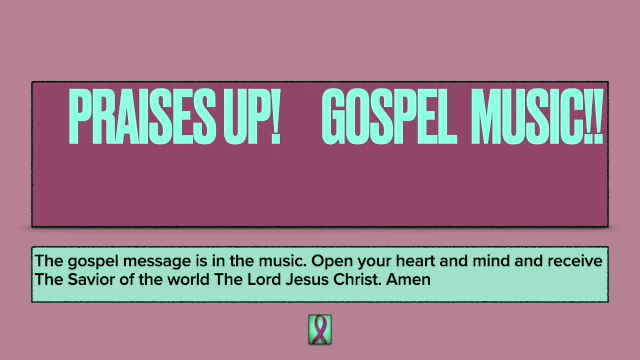 PRAISES UP! GOSPEL MUSIC!!
The gospel message is in the music. Open your heart and mind and receive
The Savior of the world The Lord Jesus Christ. Amen